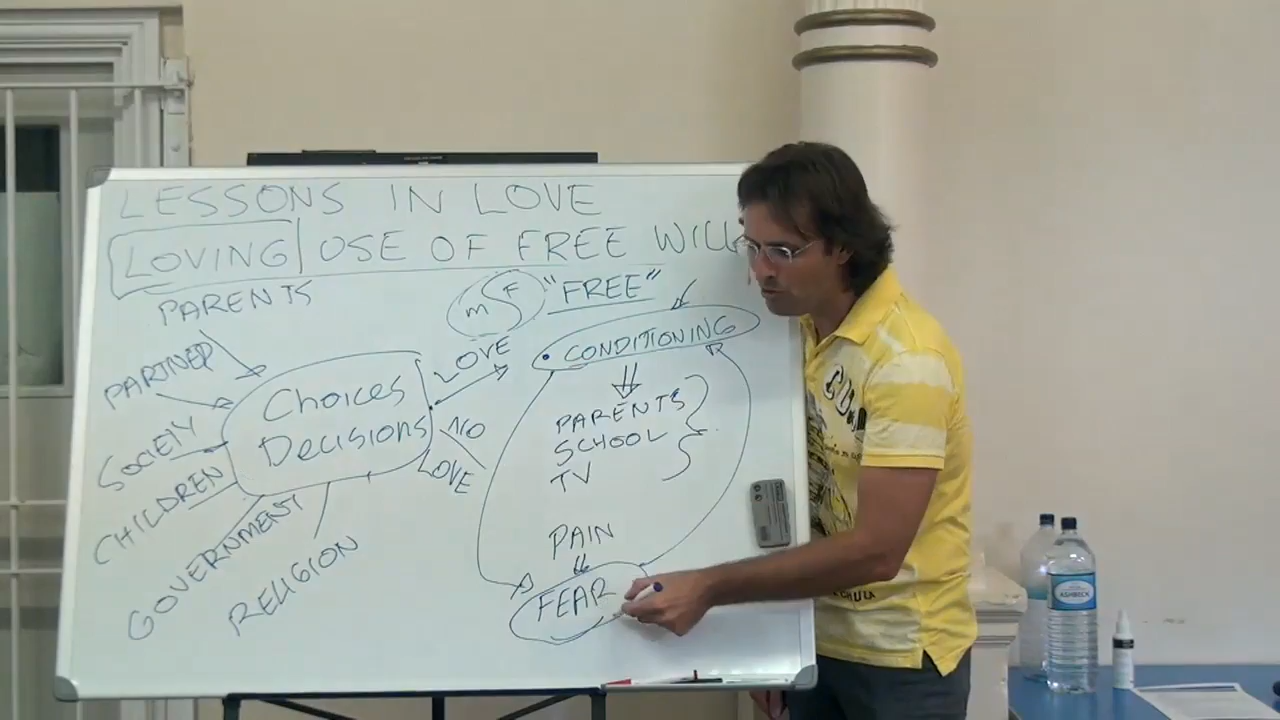 LESSONS IN LOVE
LOVING USE OF FREE WILL
PARENTS
PARTNER
SOCIETY
CHILDREN
GOVERNMENT
RELIGION
Choices
Decisions
LOVE
NO
LOVE
m F
"FREE"
• CONDITIONING
PARENTS
SCHOOL
TV
PAIN
FEAR
ASHBECK